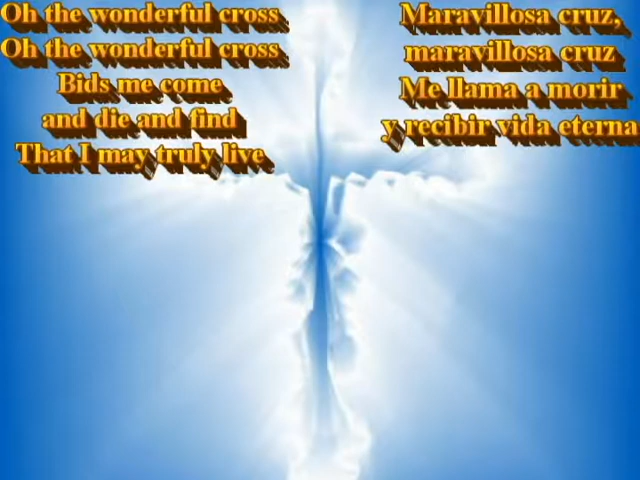 Oh the wonderful cross
Oh the wonderful cross
Bids me come
and die and find
That I may truly live
Maravillosa cruz,
maravillosa cruz
Me llama a morir
y recibir vida eterna